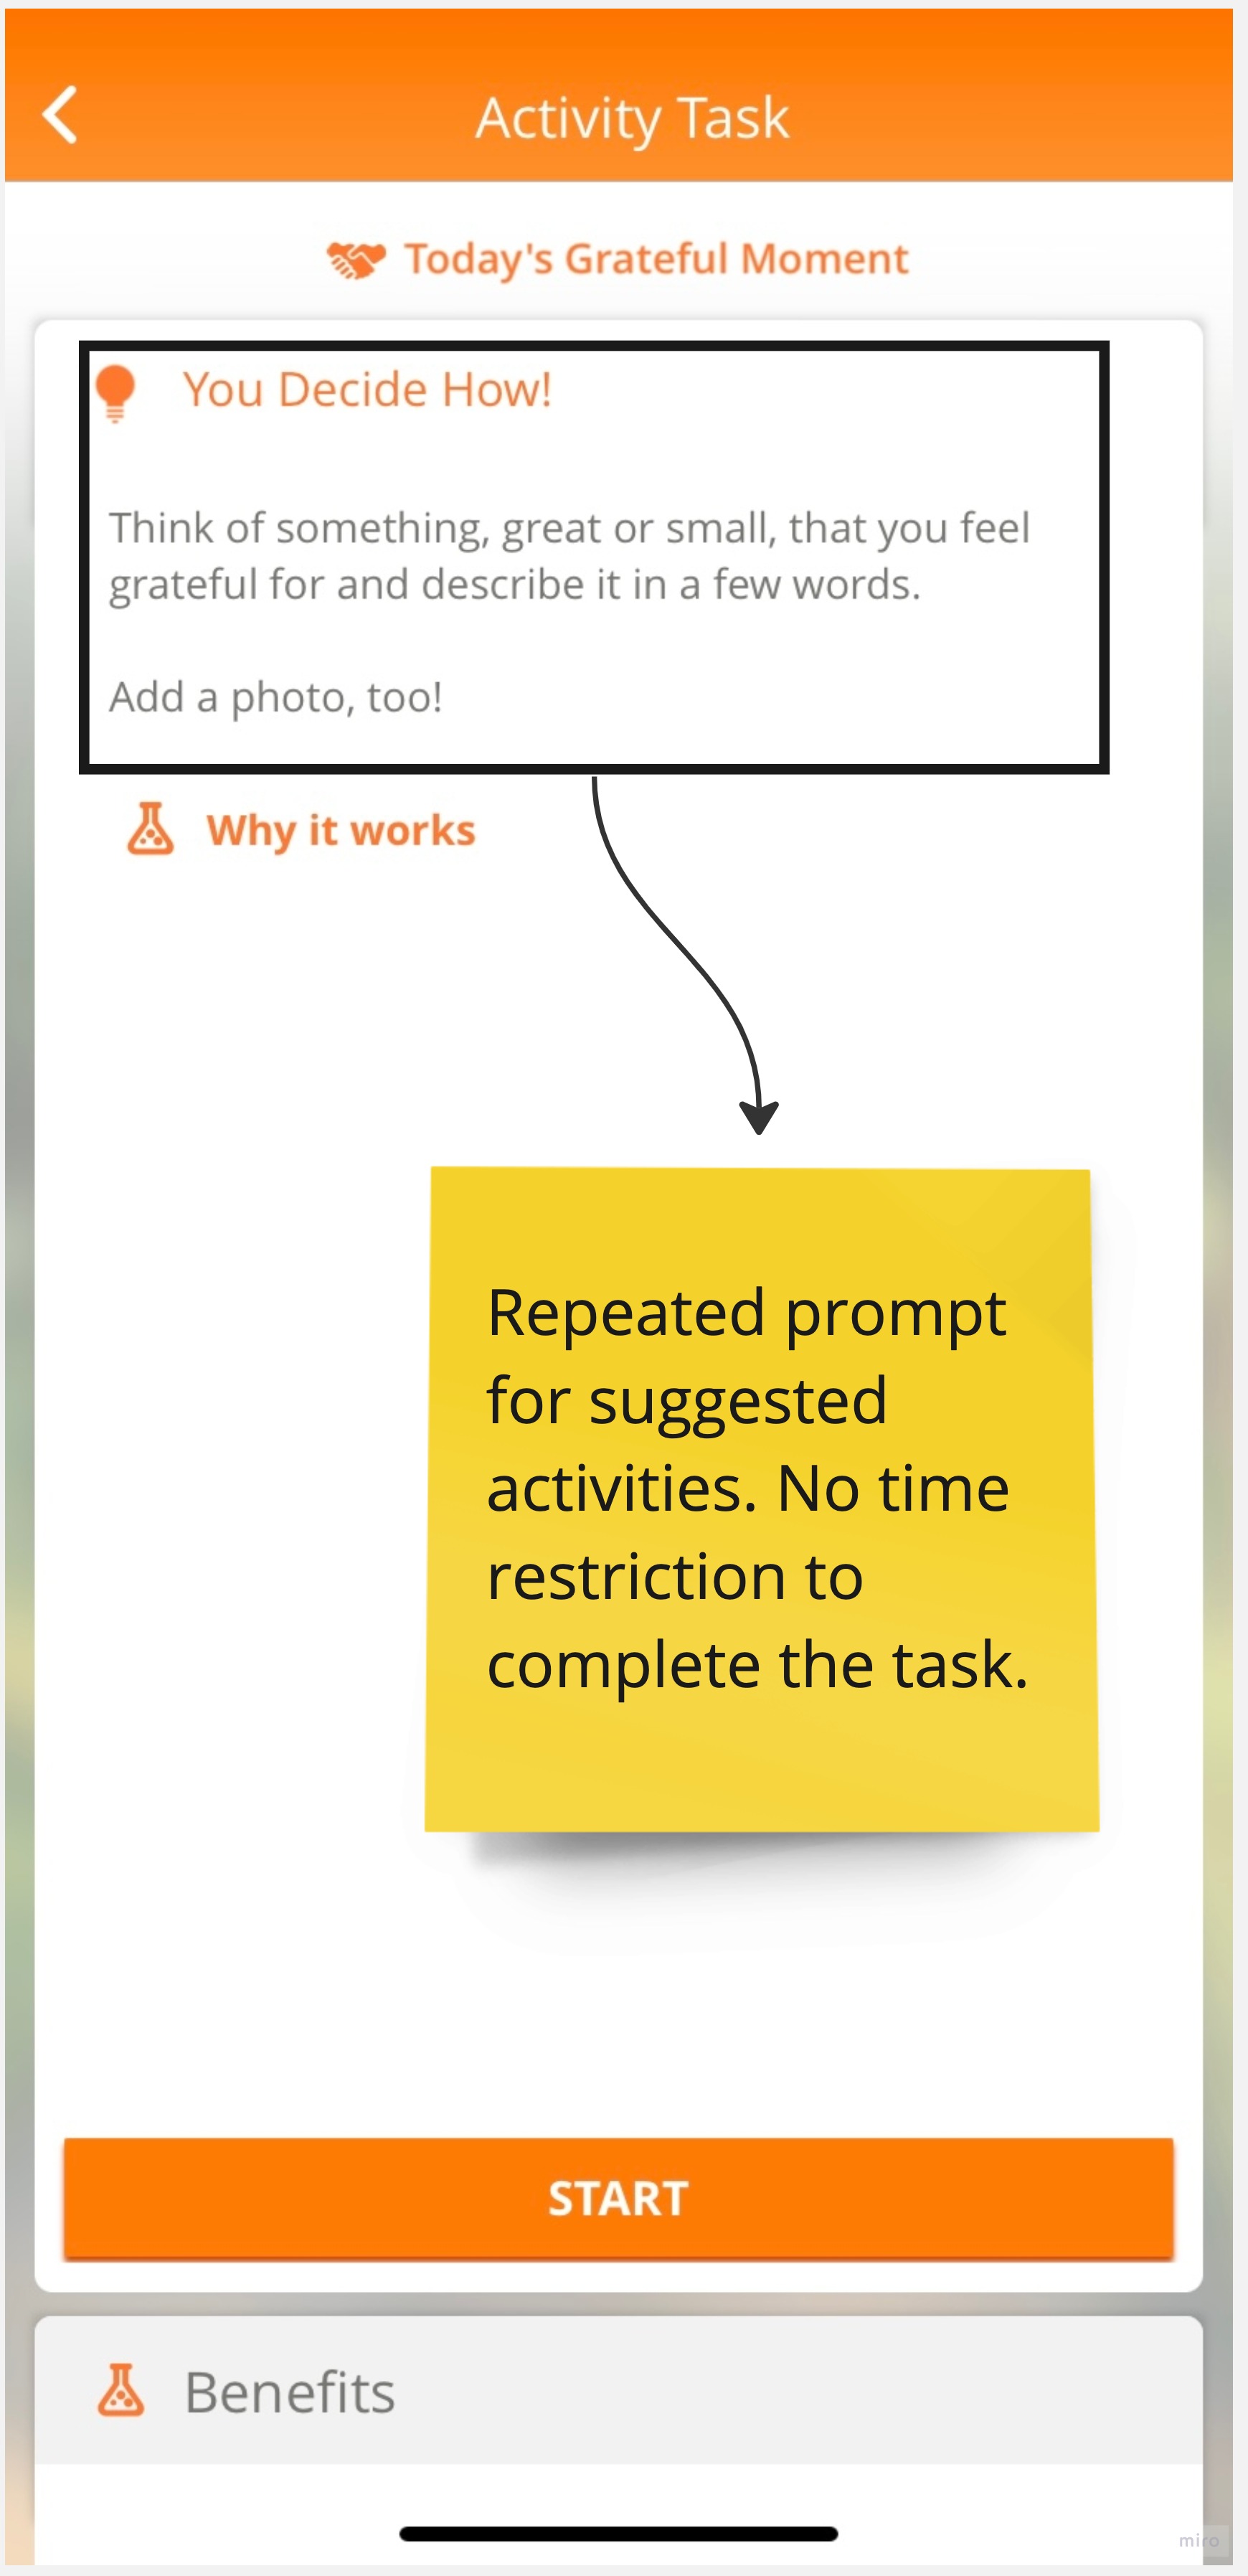 Activity Task
Today's Grateful Moment
You Decide How!
Think of something, great or small, that you feel
grateful for and describe it in a few words.
Add a photo, too!
Why it works
Repeated prompt
for suggested
activities. No time
restriction to
complete the task.
START
Benefits
miro